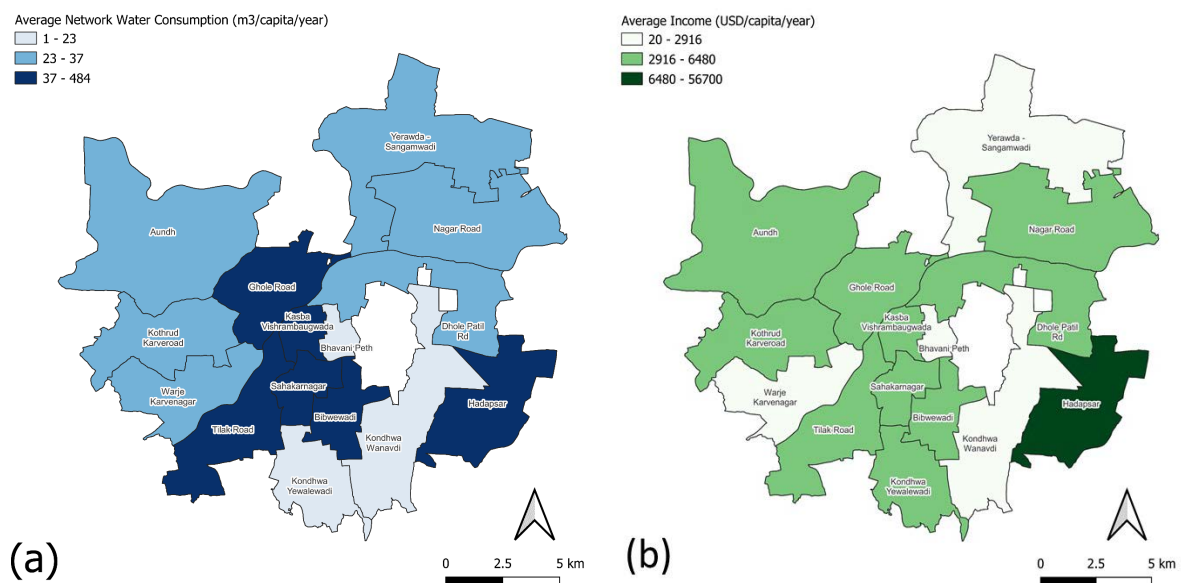 Average Network Water Consumption (m3/capita/year)
1 - 23
23 - 37
37 - 484
Yerawda -
Sangamwadi
Aundh
Nagar Road
Ghole Road
Kasba
Vishrambaugwada
Kothrud
Karveroad
Bhavani Peth
Dhole Patil
Rd
Warje
Karvenagar
Sahakarnagar
Hadapsar
Bibwewadi
Tilak Road
Kondhwa
Wanavdi
Kondhwa
Yewalewadi
(a)
0 2.5 5 km
Average Income (USD/capita/year)
20 - 2916
2916 - 6480
6480 - 56700
Yerawda -
Sangamwadi
Aundh
Nagar Road
Ghole Road
Kasba
Vishrambaugwada
Kothrud
Karveroad
Bhavani Peth
Dhole Patil
Rd
Warje
Karvenagar
Sahakarnagar
Hadapsar
Bibwewadi
Tilak Road
Kondhwa
Wanavdi
Kondhwa
Yewalewadi
(b)
0 2.5 5 km